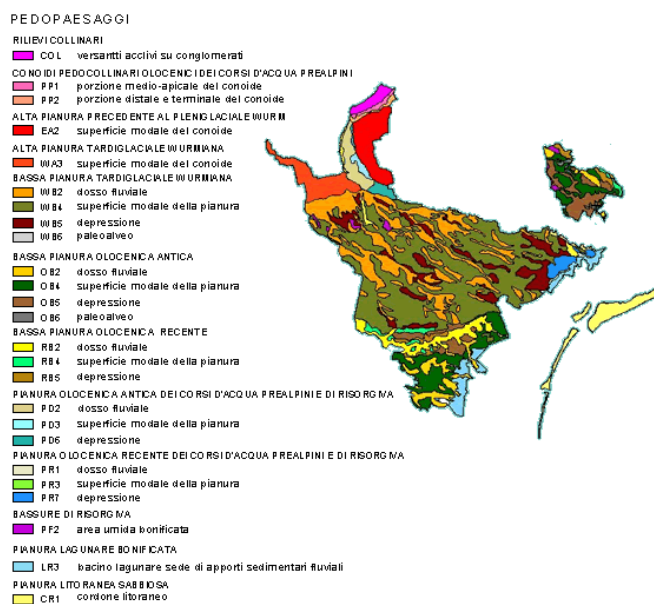 PEDOPAESAGGI
RILIEVI COLLINARI
COL versantti acclivi su conglomerati
CONOIDI PEDOCOLLINARI OLOCENICI DEI CORSI D'ACQUA PREALPINI
PP1 porzione medio-apicale del conoide
PP2 porzione distale e terminale del conoide
ALTA PIANURA PRECEDENTE AL PLENIGLACIALE WURM
EA2 superficie modale del conoide
ALTA PIANURA TARDIGLACIALE WURMIANA
WA3 superficie modale del conoide
BASSA PIANURA TARDIGLACIALE WURMIANA
WB2 dosso fluviale
WB4 superficie modale della pianura
WB5 depressione
WB6 paleoalveo
BASSA PIANURA OLOCENICA ANTICA
OB2 dosso fluviale
OB4 superficie modale della pianura
OB5 depressione
OB6 paleoalveo
BASSA PIANURA OLOCENICA RECENTE
RB2 dosso fluviale
RB4 superficie modale della pianura
RB5 depressione
PIANURA OLOCENICA ANTICA DEI CORSI D'ACQUA PREALPINI E DI RISORGIVA
PD2 dosso fluviale
PD3 superficie modale della pianura
PD6 depressione
PIANURA OLOCENICA RECENTE DEI CORSI D'ACQUA PREALPINI E DI RISORGIVA
PR1 dosso fluviale
PR3 superficie modale della pianura
PR7 depressione
BASSURE DI RISORGIVA
PF2 area umida bonificata
PIANURA LAGUNARE BONIFICATA
LR3 bacino lagunare sede di apporti sedimentari fluviali
PIANURA LITORANEA SABBIOSA
CR1 cordone litoraneo